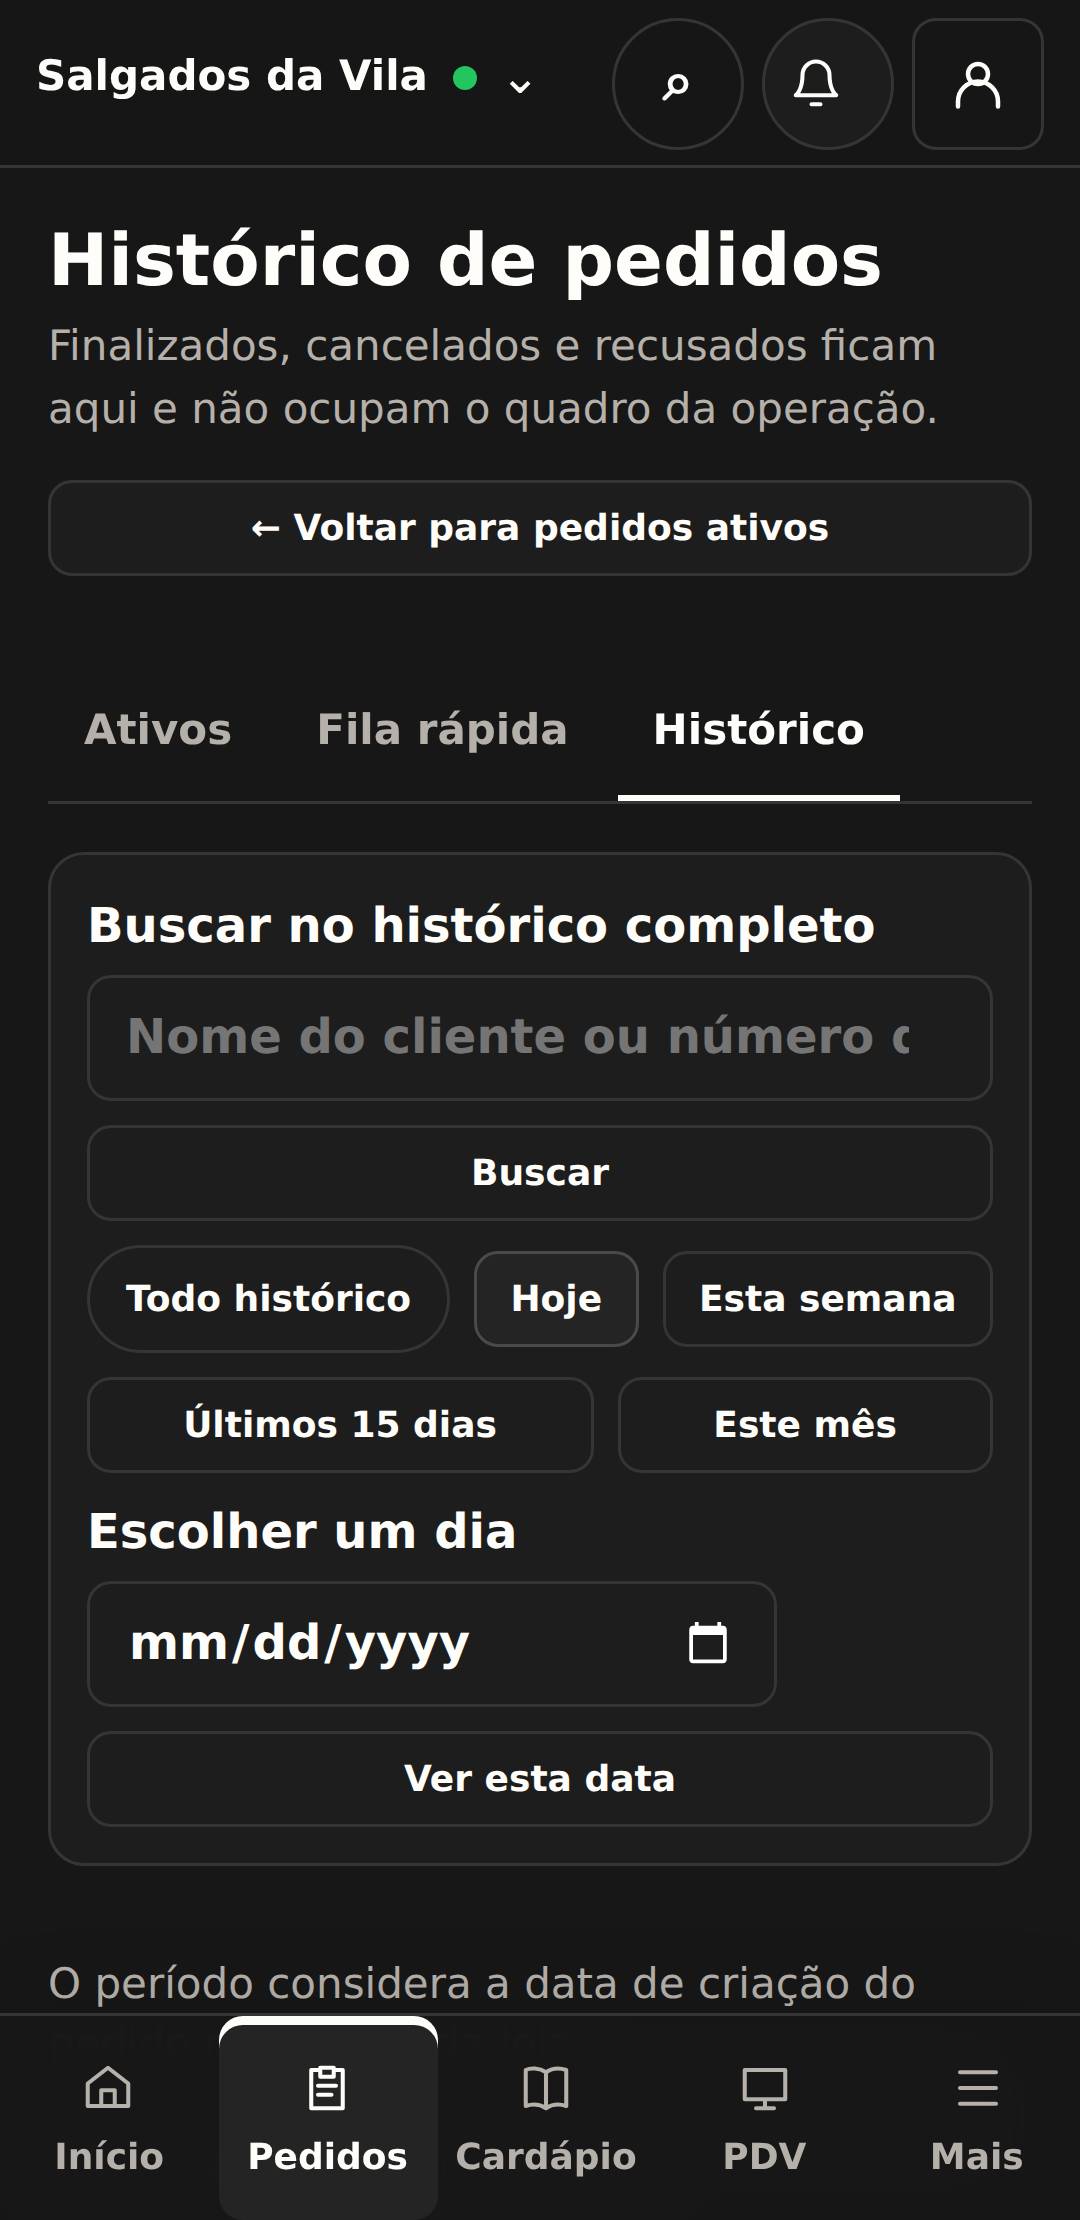 Salgados da Vila
Histórico de pedidos
Finalizados, cancelados e recusados ficam
aqui e não ocupam o quadro da operação.
← Voltar para pedidos ativos
Ativos Fila rápida Histórico
Buscar no histórico completo
Nome do cliente ou número
Buscar
Todo histórico Hoje Esta semana
Últimos 15 dias Este mês
Escolher um dia
mm/dd/yyyy
Ver esta data
O período considera a data de criação do
Início Pedidos Cardápio PDV Mais